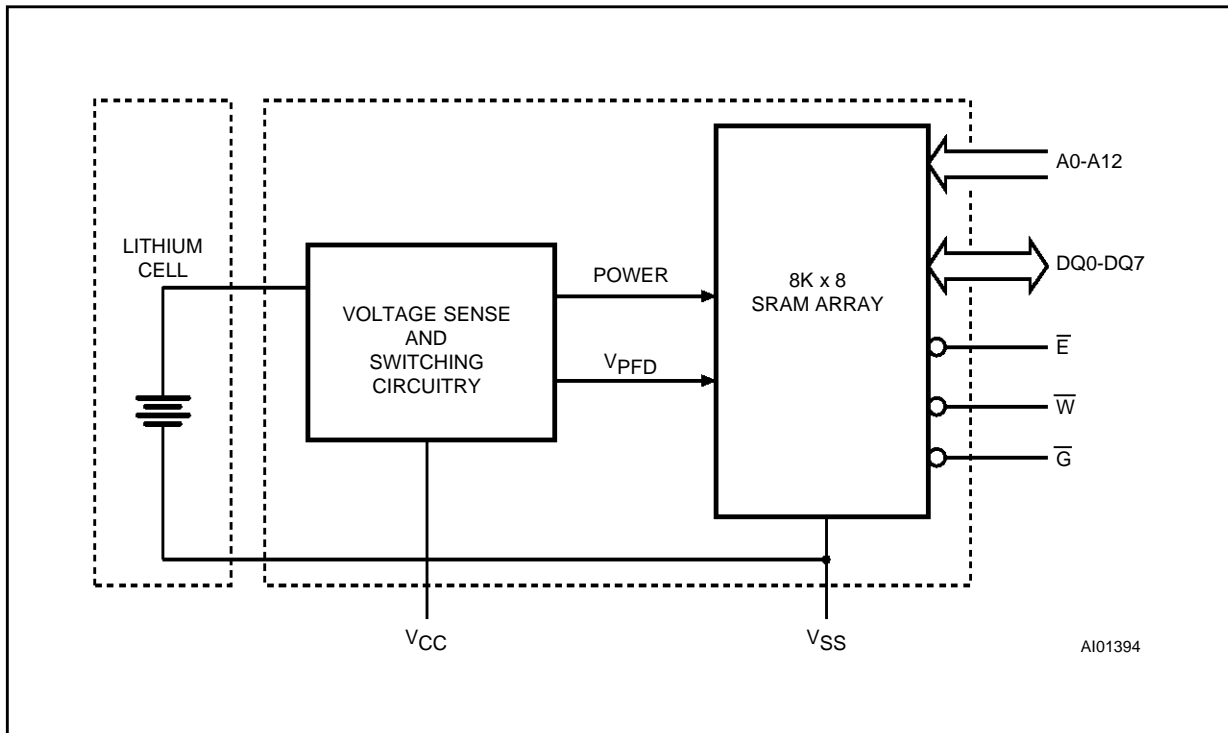 LITHIUM
CELL
VOLTAGE SENSE
AND
SWITCHING
CIRCUITRY
POWER
VPFD
8K x 8
SRAM ARRAY
A0-A12
DQ0-DQ7
E̅
W̅
G̅
VCC
VSS
AI01394